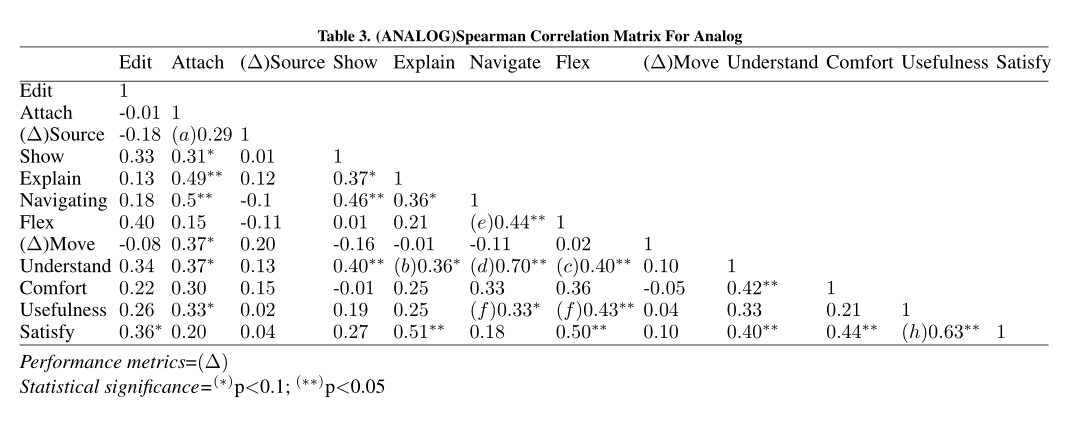 Table 3. (ANALOG)Spearman Correlation Matrix For Analog
Edit Attach (Δ)Source Show Explain Navigate Flex (Δ)Move Understand Comfort Usefulness Satisfy
Edit 1
Attach -0.01 1
(Δ)Source -0.18 (a)0.29 1
Show 0.33 0.31* 0.01 1
Explain 0.13 0.49** 0.12 0.37* 1
Navigating 0.18 0.5** -0.1 0.46** 0.36* 1
Flex 0.40 0.15 -0.11 0.01 0.21 (e)0.44** 1
(Δ)Move -0.08 0.37* 0.20 -0.16 -0.01 -0.11 0.02 1
Understand 0.34 0.37* 0.13 0.40** (b)0.36* (d)0.70** (c)0.40** 0.10 1
Comfort 0.22 0.30 0.15 -0.01 0.25 0.33 0.36 -0.05 0.42** 1
Usefulness 0.26 0.33* 0.02 0.19 0.25 (f)0.33* (f)0.43** 0.04 0.33 0.21 1
Satisfy 0.36* 0.20 0.04 0.27 0.51** 0.18 0.50** 0.10 0.40** 0.44** (h)0.63** 1
Performance metrics=(Δ)
Statistical significance=(*)p<0.1; (**)p<0.05